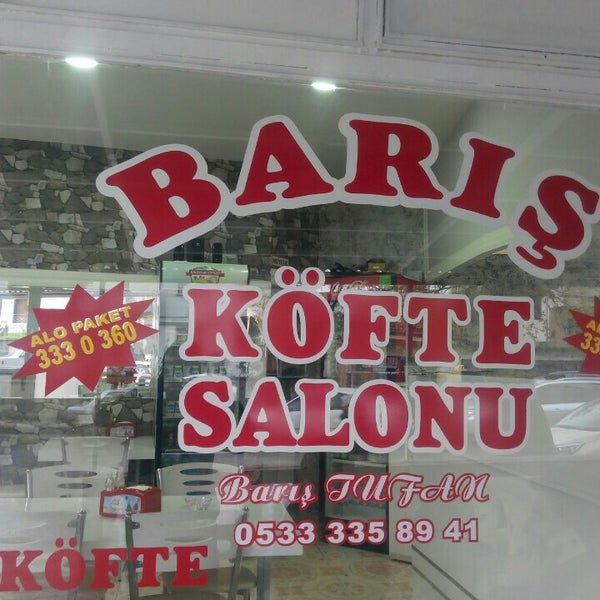 BARIŞ
KÖFTE
SALONU
ALO PAKET
333 0 360
Barış TUFAN
0533 335 89 41
KÖFTE